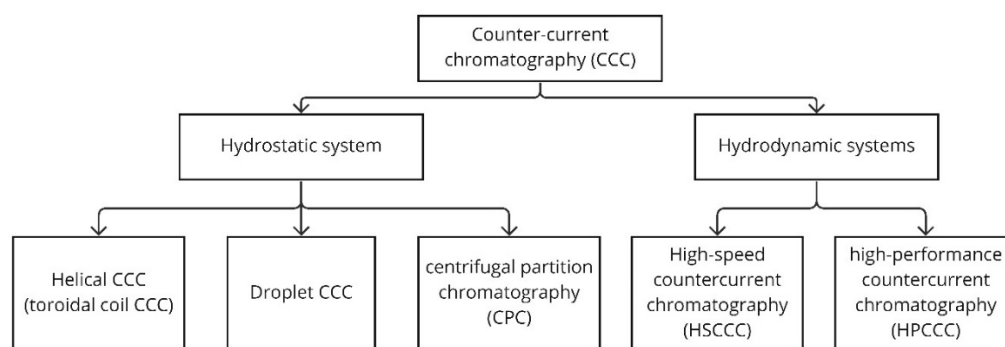 Counter-current
chromatography (CCC)
Hydrostatic system
Hydrodynamic systems
Helical CCC
(toroidal coil CCC)
Droplet CCC
centrifugal partition
chromatography
(CPC)
High-speed
countercurrent
chromatography
(HSCCC)
high-performance
countercurrent
chromatography
(HPCCC)